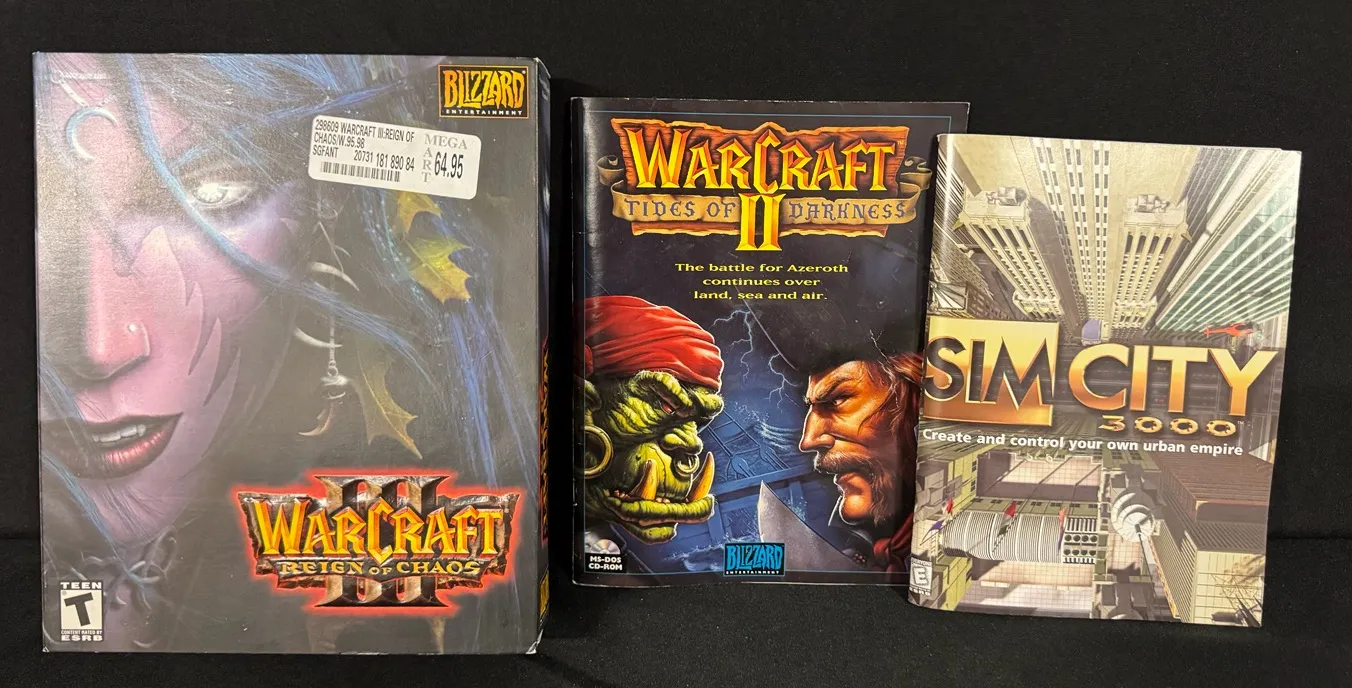 BLIZZARD
ENTERTAINMENT
298609 WARCRAFT III:REIGN OF
CHAOS/W.95.98
SGFANT 20731 181 890 84
MEGA
MART
64.95
WARCRAFT
III
REIGN OF CHAOS
TEEN
T
CONTENT RATED BY
ESRB
WARCRAFT
TIDES OF DARKNESS
II
The battle for Azeroth
continues over
land, sea and air.
MS-DOS
CD-ROM
BLIZZARD
ENTERTAINMENT
SIM CITY
3000
Create and control your own urban empire
E
ESRB